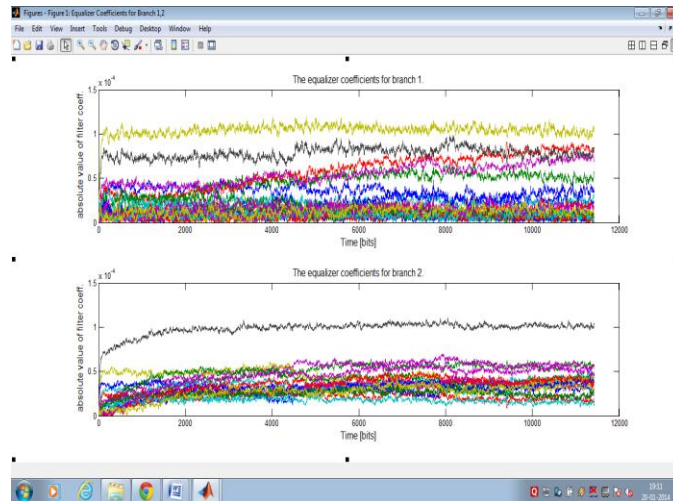 Figures - Figure 1: Equalizer Coefficients for Branch 1,2
File Edit View Insert Tools Debug Desktop Window Help
The equalizer coefficients for branch 1.
x 10^-4
1.5
1
0.5
0
absolute value of filter coeff.
0 2000 4000 6000 8000 10000 12000
Time [bits]
The equalizer coefficients for branch 2.
x 10^-4
1.5
1
0.5
0
absolute value of filter coeff.
0 2000 4000 6000 8000 10000 12000
Time [bits]
19:11
20-01-2014